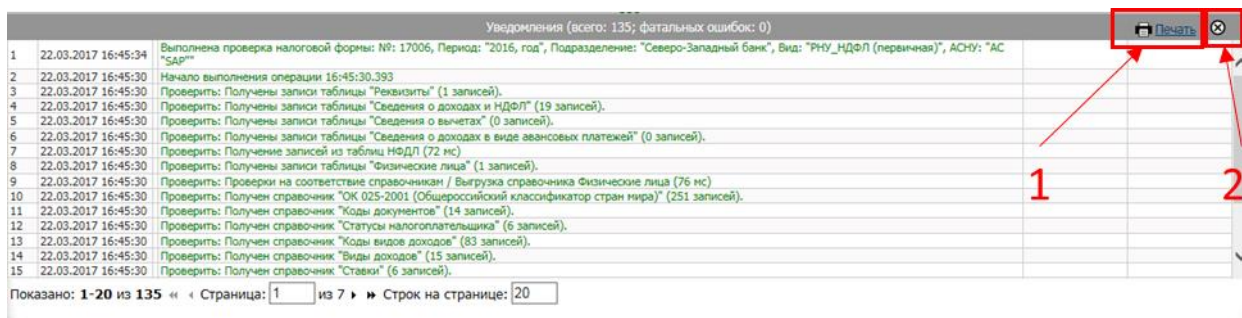 Уведомления (всего: 135; фатальных ошибок: 0) Печать
1 22.03.2017 16:45:34 Выполнена проверка налоговой формы: №: 17006, Период: "2016, год", Подразделение: "Северо-Западный банк", Вид: "РНУ_НДФЛ (первичная)", АСНУ: "АС
"SAP""
2 22.03.2017 16:45:30 Начало выполнения операции 16:45:30.393
3 22.03.2017 16:45:30 Проверить: Получены записи таблицы "Реквизиты" (1 записей).
4 22.03.2017 16:45:30 Проверить: Получены записи таблицы "Сведения о доходах и НДФЛ" (19 записей).
5 22.03.2017 16:45:30 Проверить: Получены записи таблицы "Сведения о вычетах" (0 записей).
6 22.03.2017 16:45:30 Проверить: Получены записи таблицы "Сведения о доходах в виде авансовых платежей" (0 записей).
7 22.03.2017 16:45:30 Проверить: Получение записей из таблиц НФДЛ (72 мс)
8 22.03.2017 16:45:30 Проверить: Получены записи таблицы "Физические лица" (1 записей).
9 22.03.2017 16:45:30 Проверить: Проверки на соответствие справочникам / Выгрузка справочника Физические лица (76 мс)
10 22.03.2017 16:45:30 Проверить: Получен справочник "ОК 025-2001 (Общероссийский классификатор стран мира)" (251 записей).
11 22.03.2017 16:45:30 Проверить: Получен справочник "Коды документов" (14 записей).
12 22.03.2017 16:45:30 Проверить: Получен справочник "Статусы налогоплательщика" (6 записей).
13 22.03.2017 16:45:30 Проверить: Получен справочник "Коды видов доходов" (83 записей).
14 22.03.2017 16:45:30 Проверить: Получен справочник "Виды доходов" (15 записей).
15 22.03.2017 16:45:30 Проверить: Получен справочник "Ставки" (6 записей).
1 2
Показано: 1-20 из 135 « ‹ Страница: 1 из 7 › » Строк на странице: 20